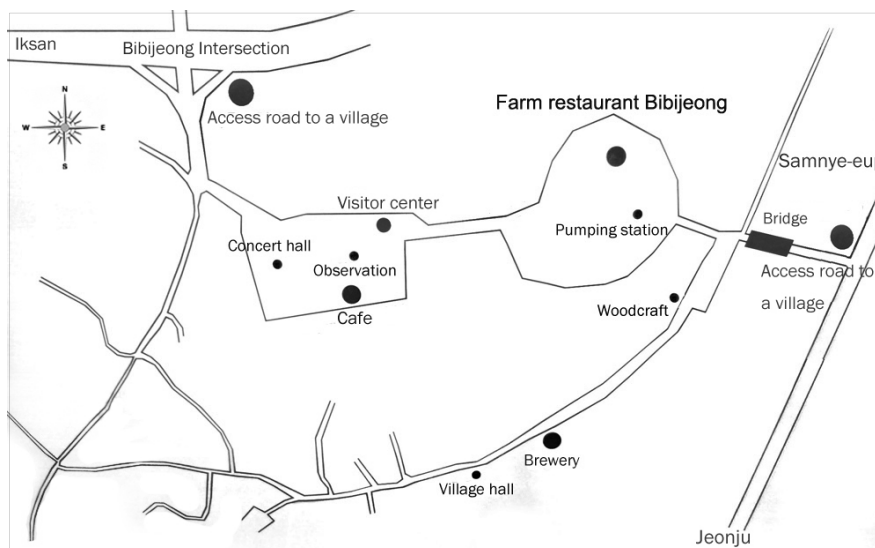 Iksan
Bibijeong Intersection
N
W E
S
Access road to a village
Farm restaurant Bibijeong
Samnye-eup
Visitor center
Concert hall
Observation
Cafe
Pumping station
Bridge
Access road to
a village
Woodcraft
Brewery
Village hall
Jeonju